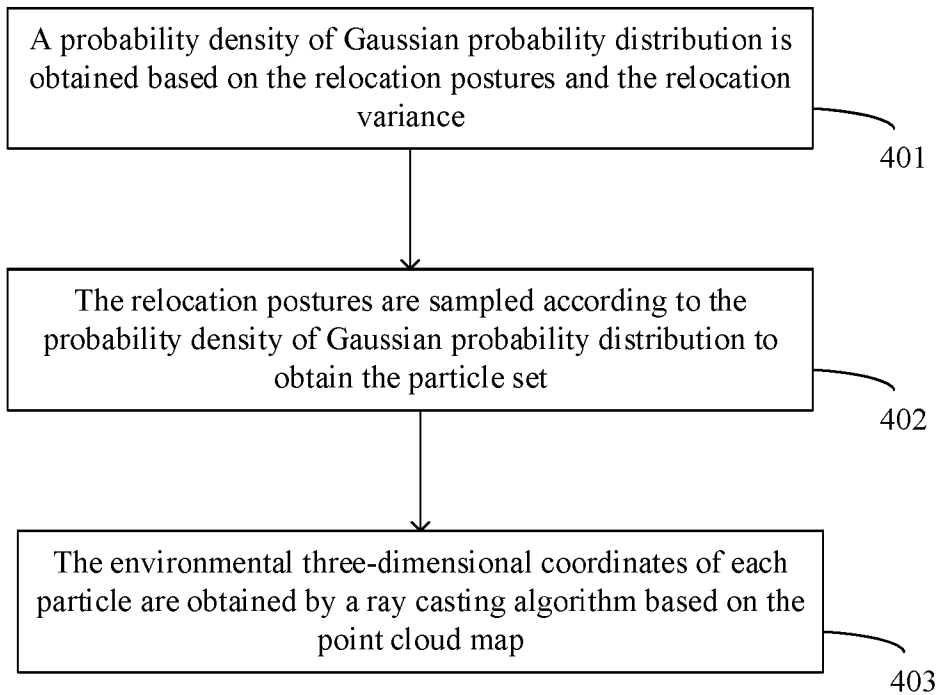 A probability density of Gaussian probability distribution is
obtained based on the relocation postures and the relocation
variance
401
The relocation postures are sampled according to the
probability density of Gaussian probability distribution to
obtain the particle set
402
The environmental three-dimensional coordinates of each
particle are obtained by a ray casting algorithm based on the
point cloud map
403